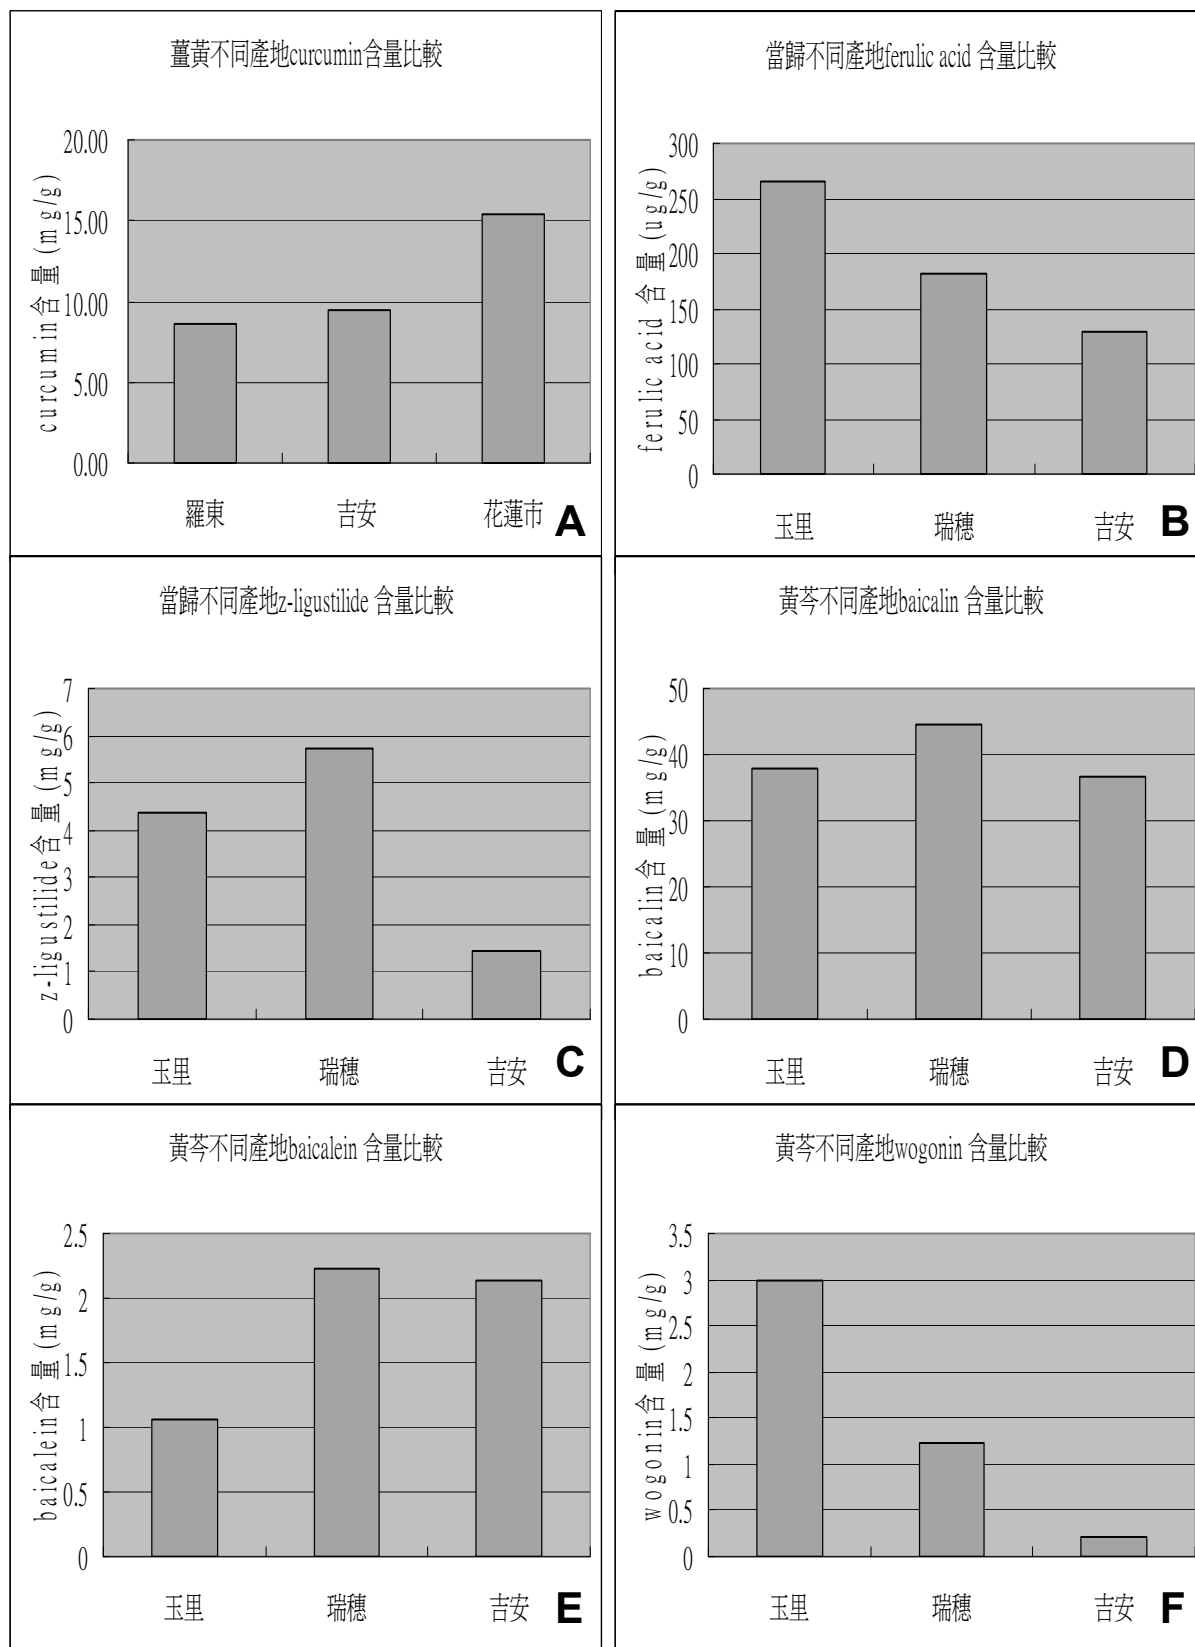 薑黃不同產地curcumin含量比較
curcumin含量 (mg/g)
20.00
15.00
10.00
5.00
0.00
羅東 吉安 花蓮市
A
當歸不同產地ferulic acid 含量比較
ferulic acid 含量 (ug/g)
300
250
200
150
100
50
0
玉里 瑞穗 吉安
B
當歸不同產地z-ligustilide 含量比較
z-ligustilide含量 (mg/g)
7
6
5
4
3
2
1
0
玉里 瑞穗 吉安
C
黃芩不同產地baicalin 含量比較
baicalin含量 (mg/g)
50
40
30
20
10
0
玉里 瑞穗 吉安
D
黃芩不同產地baicalein 含量比較
baicalein含量 (mg/g)
2.5
2
1.5
1
0.5
0
玉里 瑞穗 吉安
E
黃芩不同產地wogonin 含量比較
wogonin含量 (mg/g)
3.5
3
2.5
2
1.5
1
0.5
0
玉里 瑞穗 吉安
F